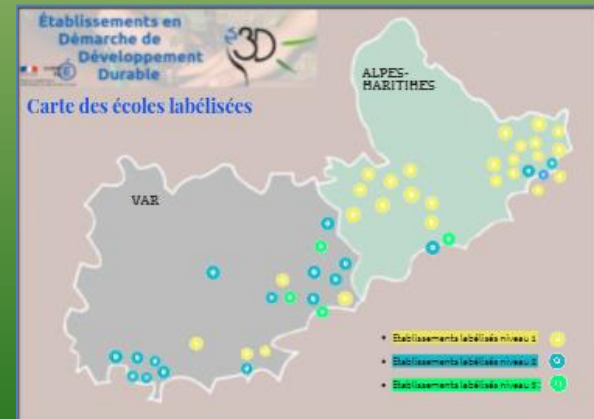 Établissements en
Démarche de
Développement
Durable
3D
Carte des écoles labélisées
ALPES-
MARITIMES
VAR
Etablissements labélisés niveau 1
Etablissements labélisés niveau 2
Etablissements labélisés niveau 3